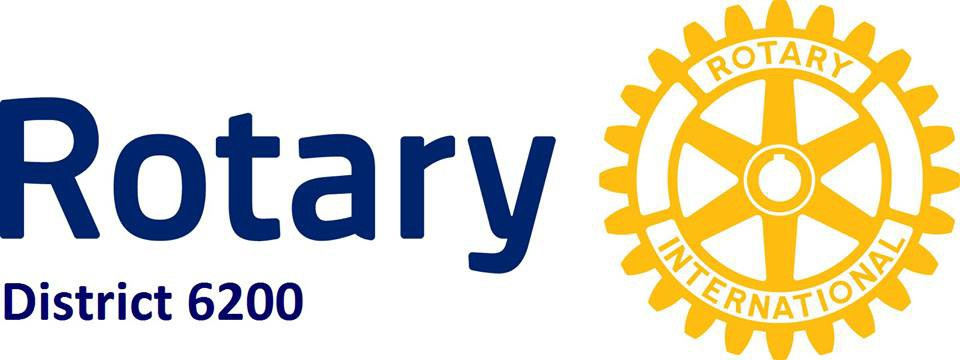 Rotary
District 6200
ROTARY
INTERNATIONAL